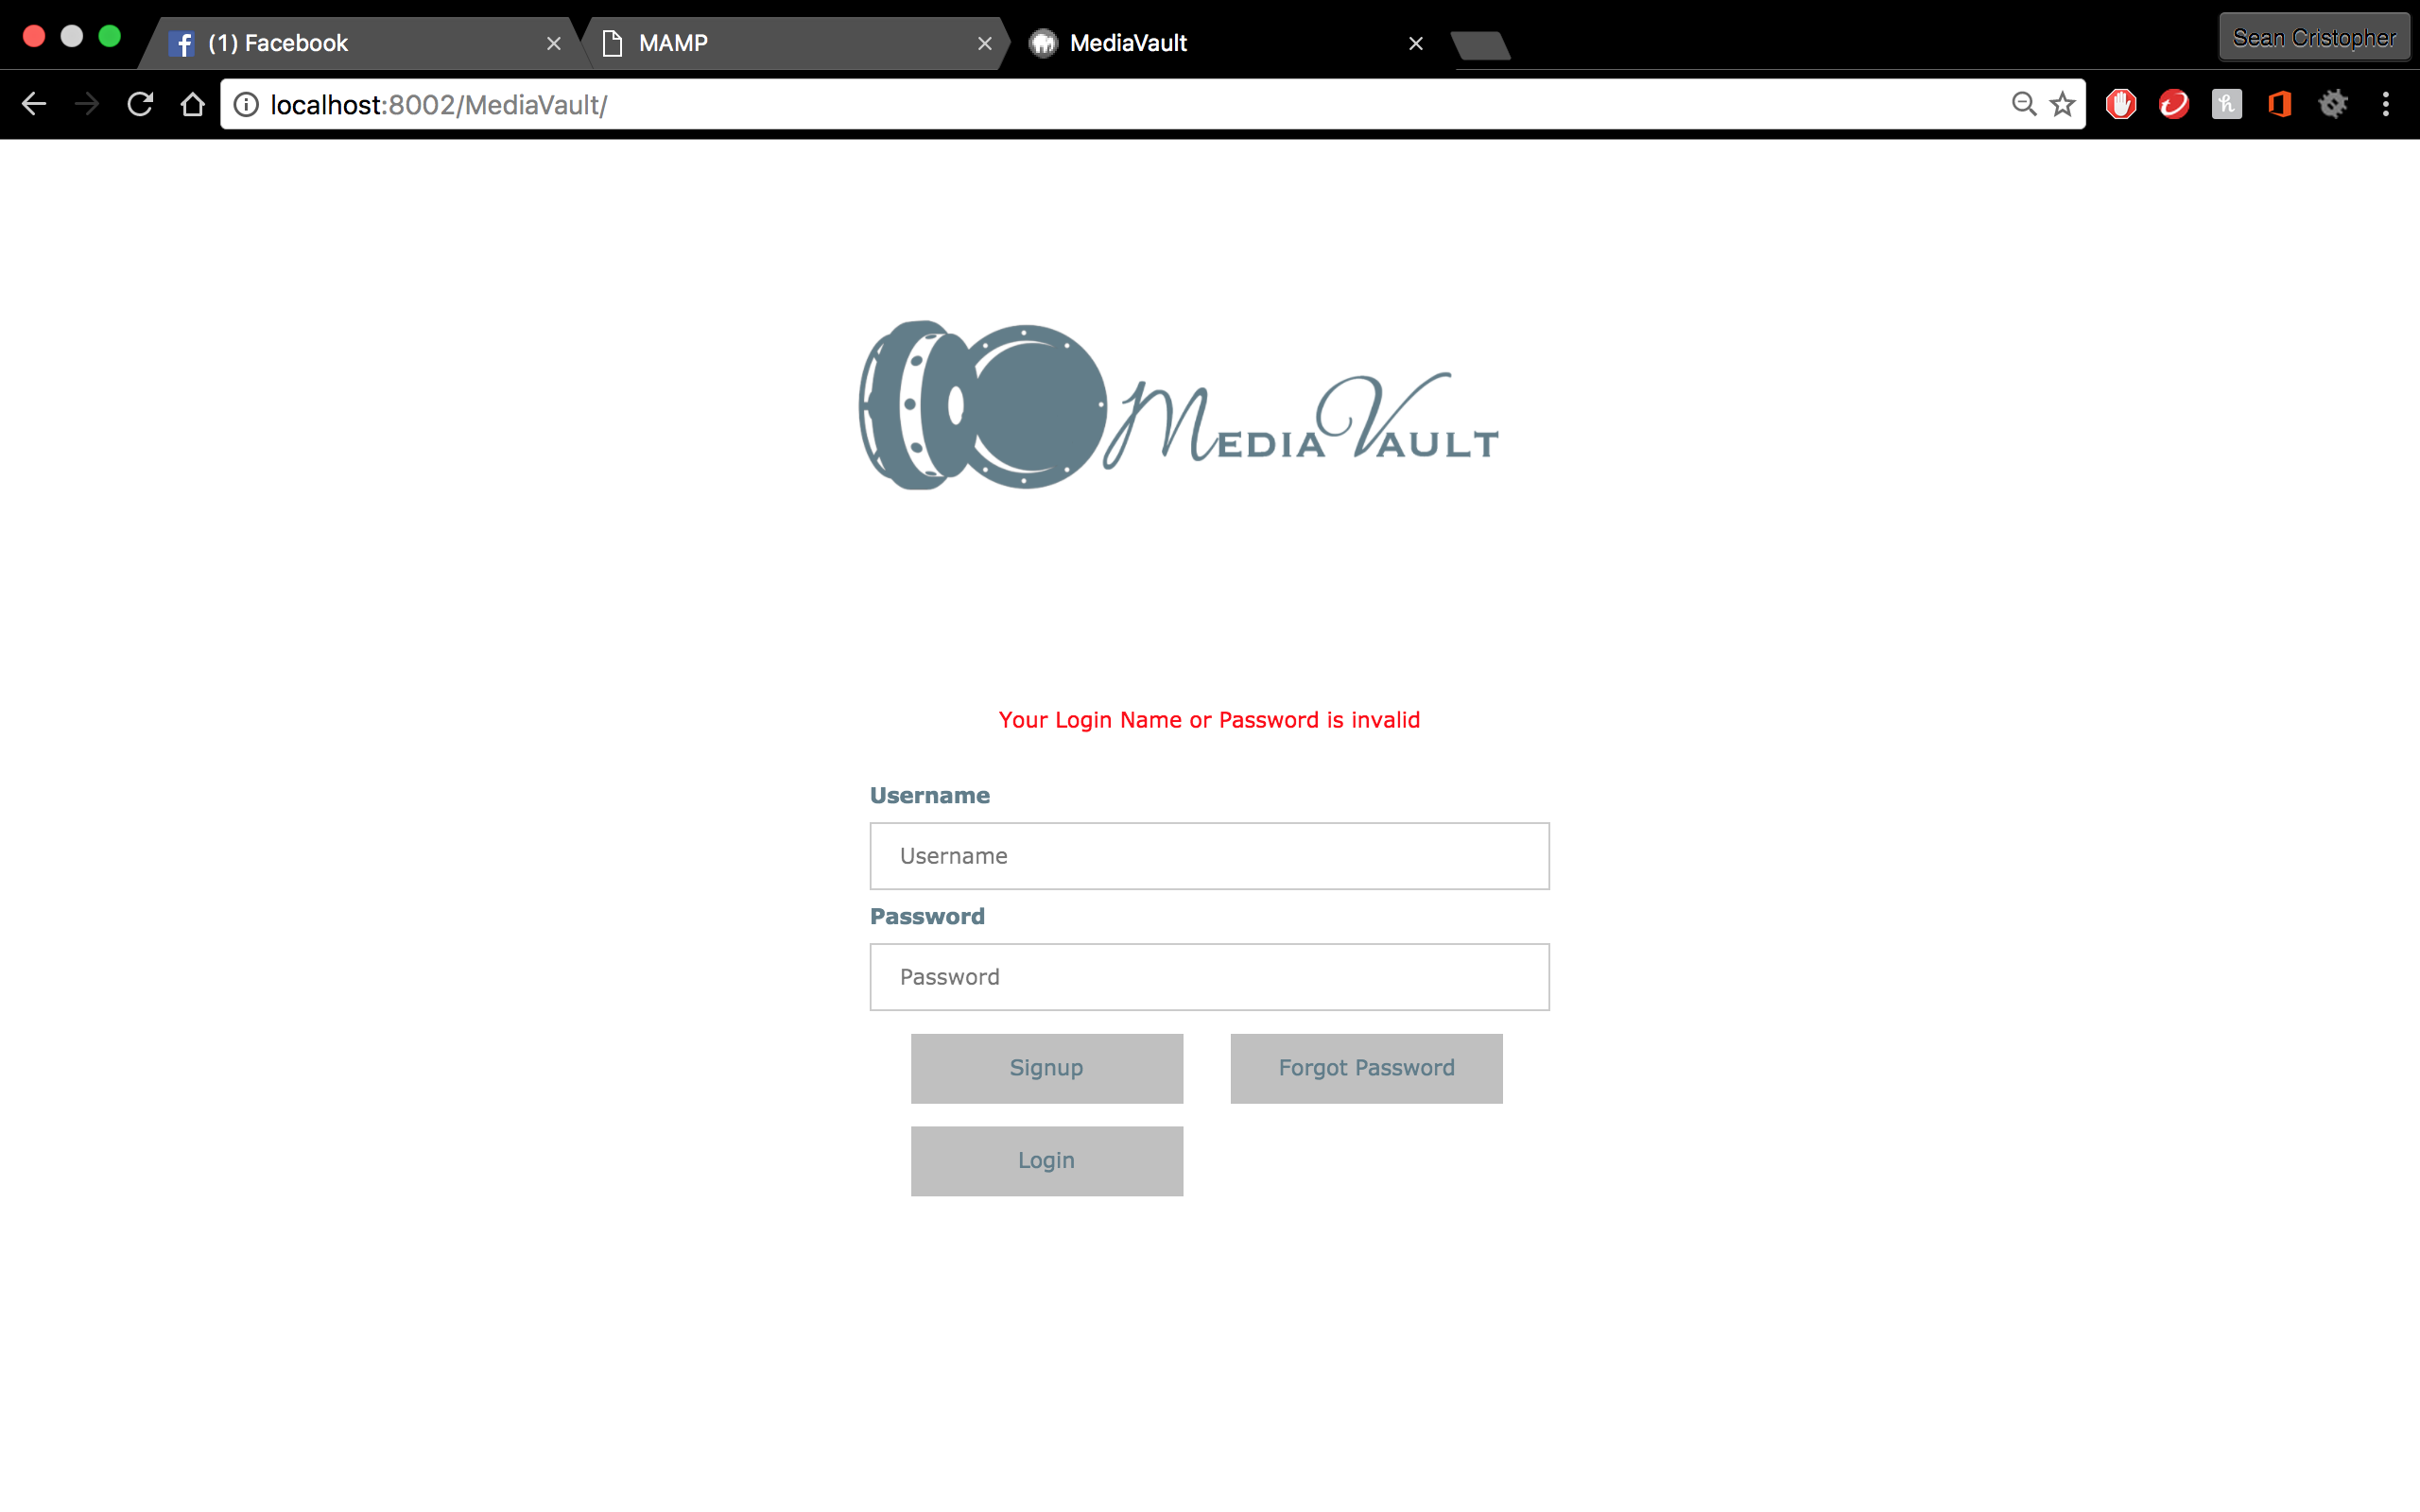 (1) Facebook
MAMP
MediaVault
Sean Cristopher
localhost:8002/MediaVault/
MediaVault
Your Login Name or Password is invalid
Username
Username
Password
Password
Signup
Forgot Password
Login